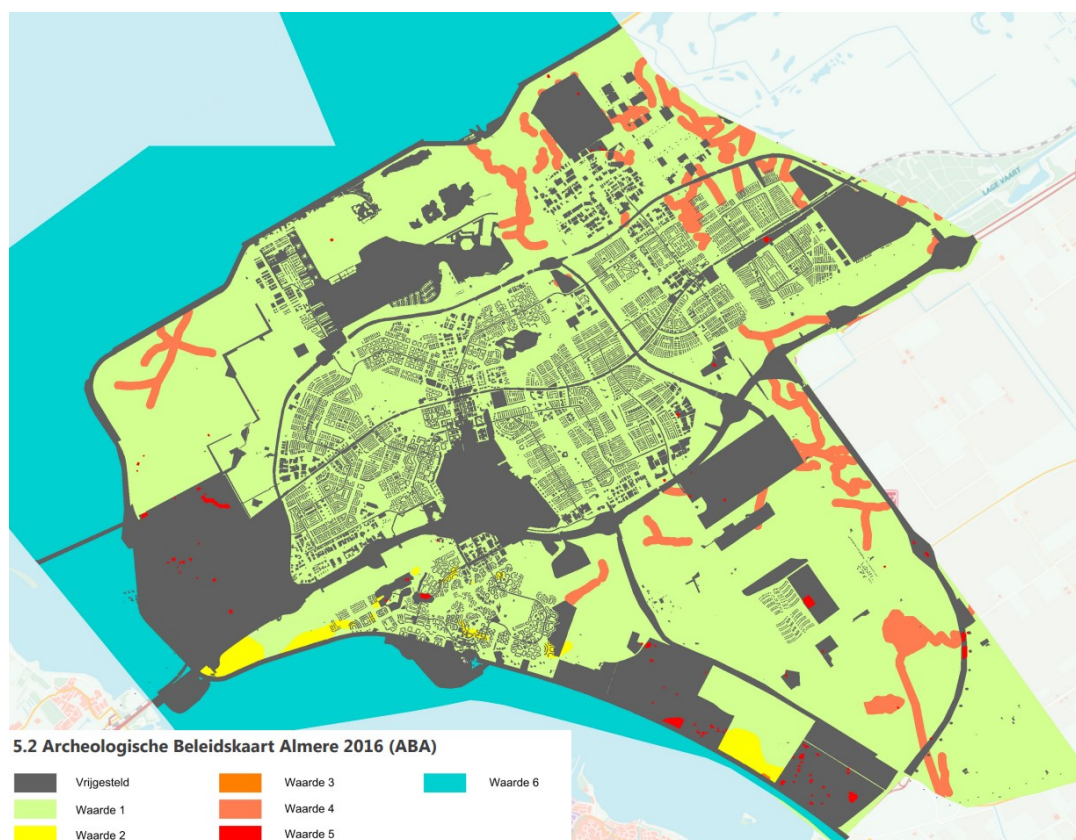 LAGE VAART
5.2 Archeologische Beleidskaart Almere 2016 (ABA)
Vrijgesteld
Waarde 3
Waarde 6
Waarde 1
Waarde 4
Waarde 2
Waarde 5